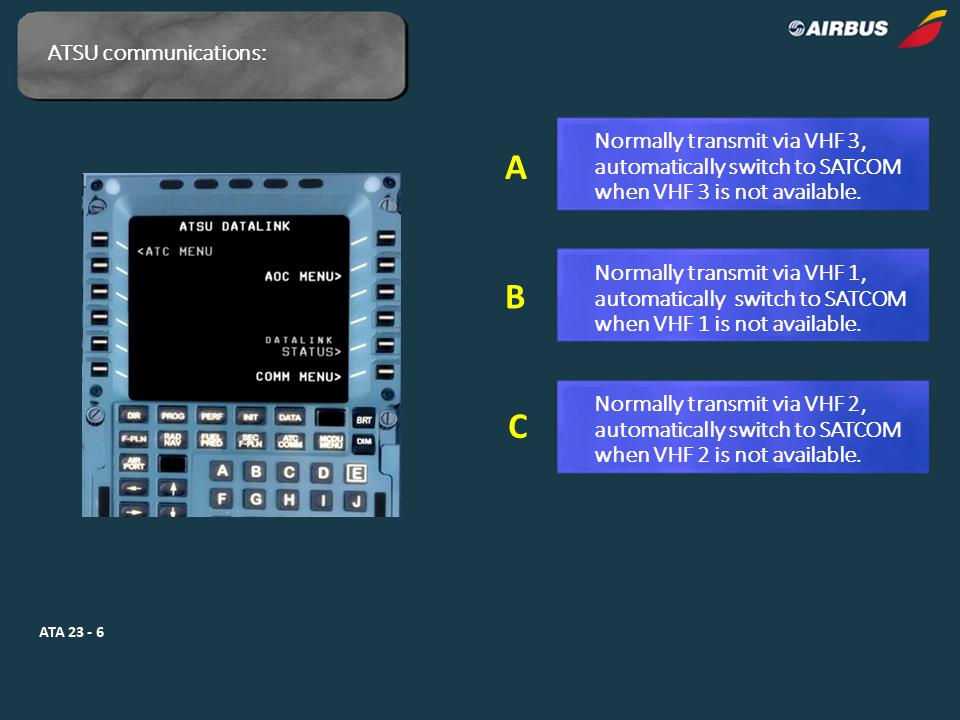 ATSU communications:
AIRBUS
A
Normally transmit via VHF 3,
automatically switch to SATCOM
when VHF 3 is not available.
B
Normally transmit via VHF 1,
automatically switch to SATCOM
when VHF 1 is not available.
C
Normally transmit via VHF 2,
automatically switch to SATCOM
when VHF 2 is not available.
ATSU DATALINK
<ATC MENU
AOC MENU>
DATALINK
STATUS>
COMM MENU>
DIR PROG PERF INIT DATA BRT
F-PLN RAD NAV FUEL PRED SEC F-PLN ATC COMM MCDU MENU DIM
AIR PORT
A B C D E
F G H I J
ATA 23 - 6